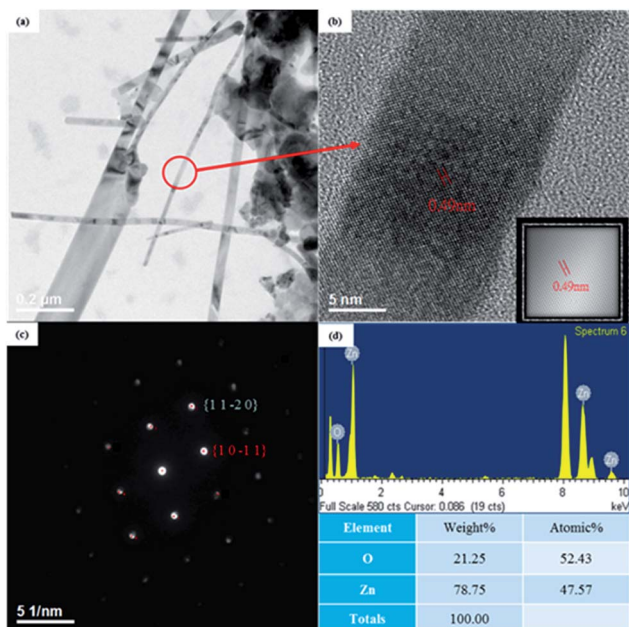 (a)
0.2 µm
(b)
0.49nm
5 nm
0.49nm
(c)
{1 1 -2 0}
{1 0 -1 1}
5 1/nm
(d)
Spectrum 6
Zn
O
Zn
Zn
0 2 4 6 8 10
Full Scale 580 cts Cursor: 0.086 (19 cts) keV
Element Weight% Atomic%
O 21.25 52.43
Zn 78.75 47.57
Totals 100.00